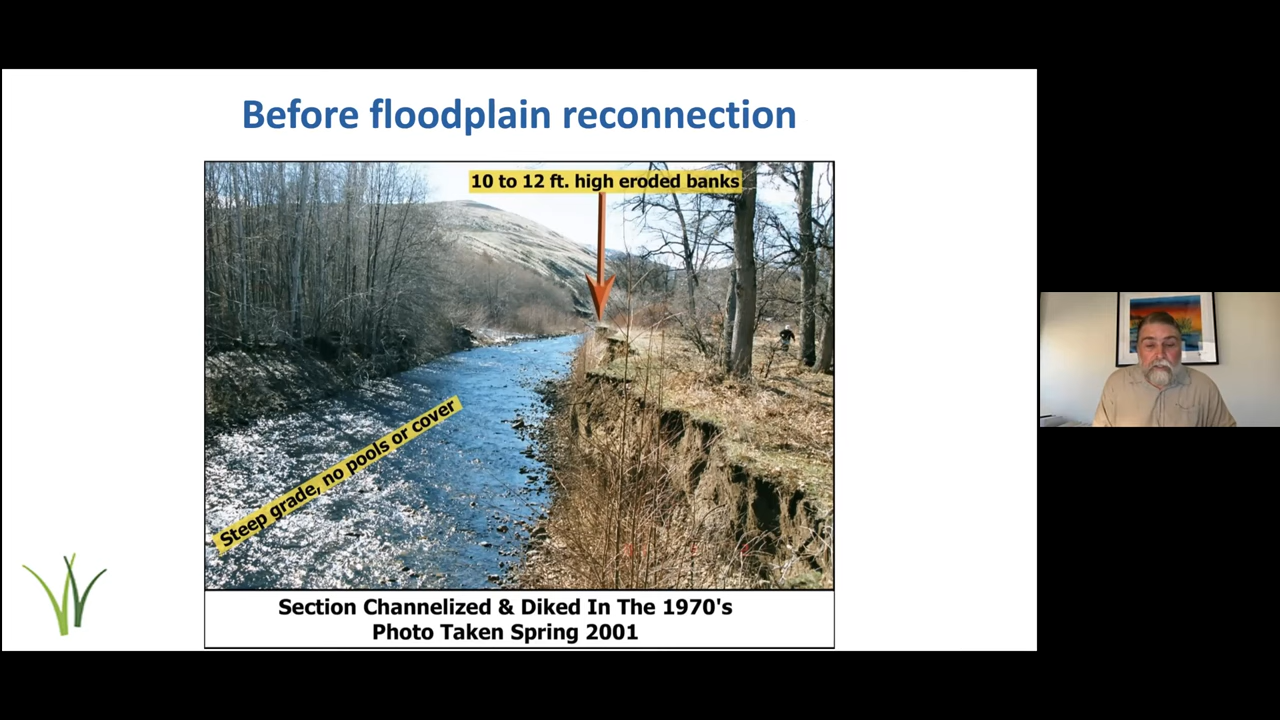 Before floodplain reconnection
10 to 12 ft. high eroded banks
Steep grade, no pools or cover
Section Channelized & Diked In The 1970's
Photo Taken Spring 2001